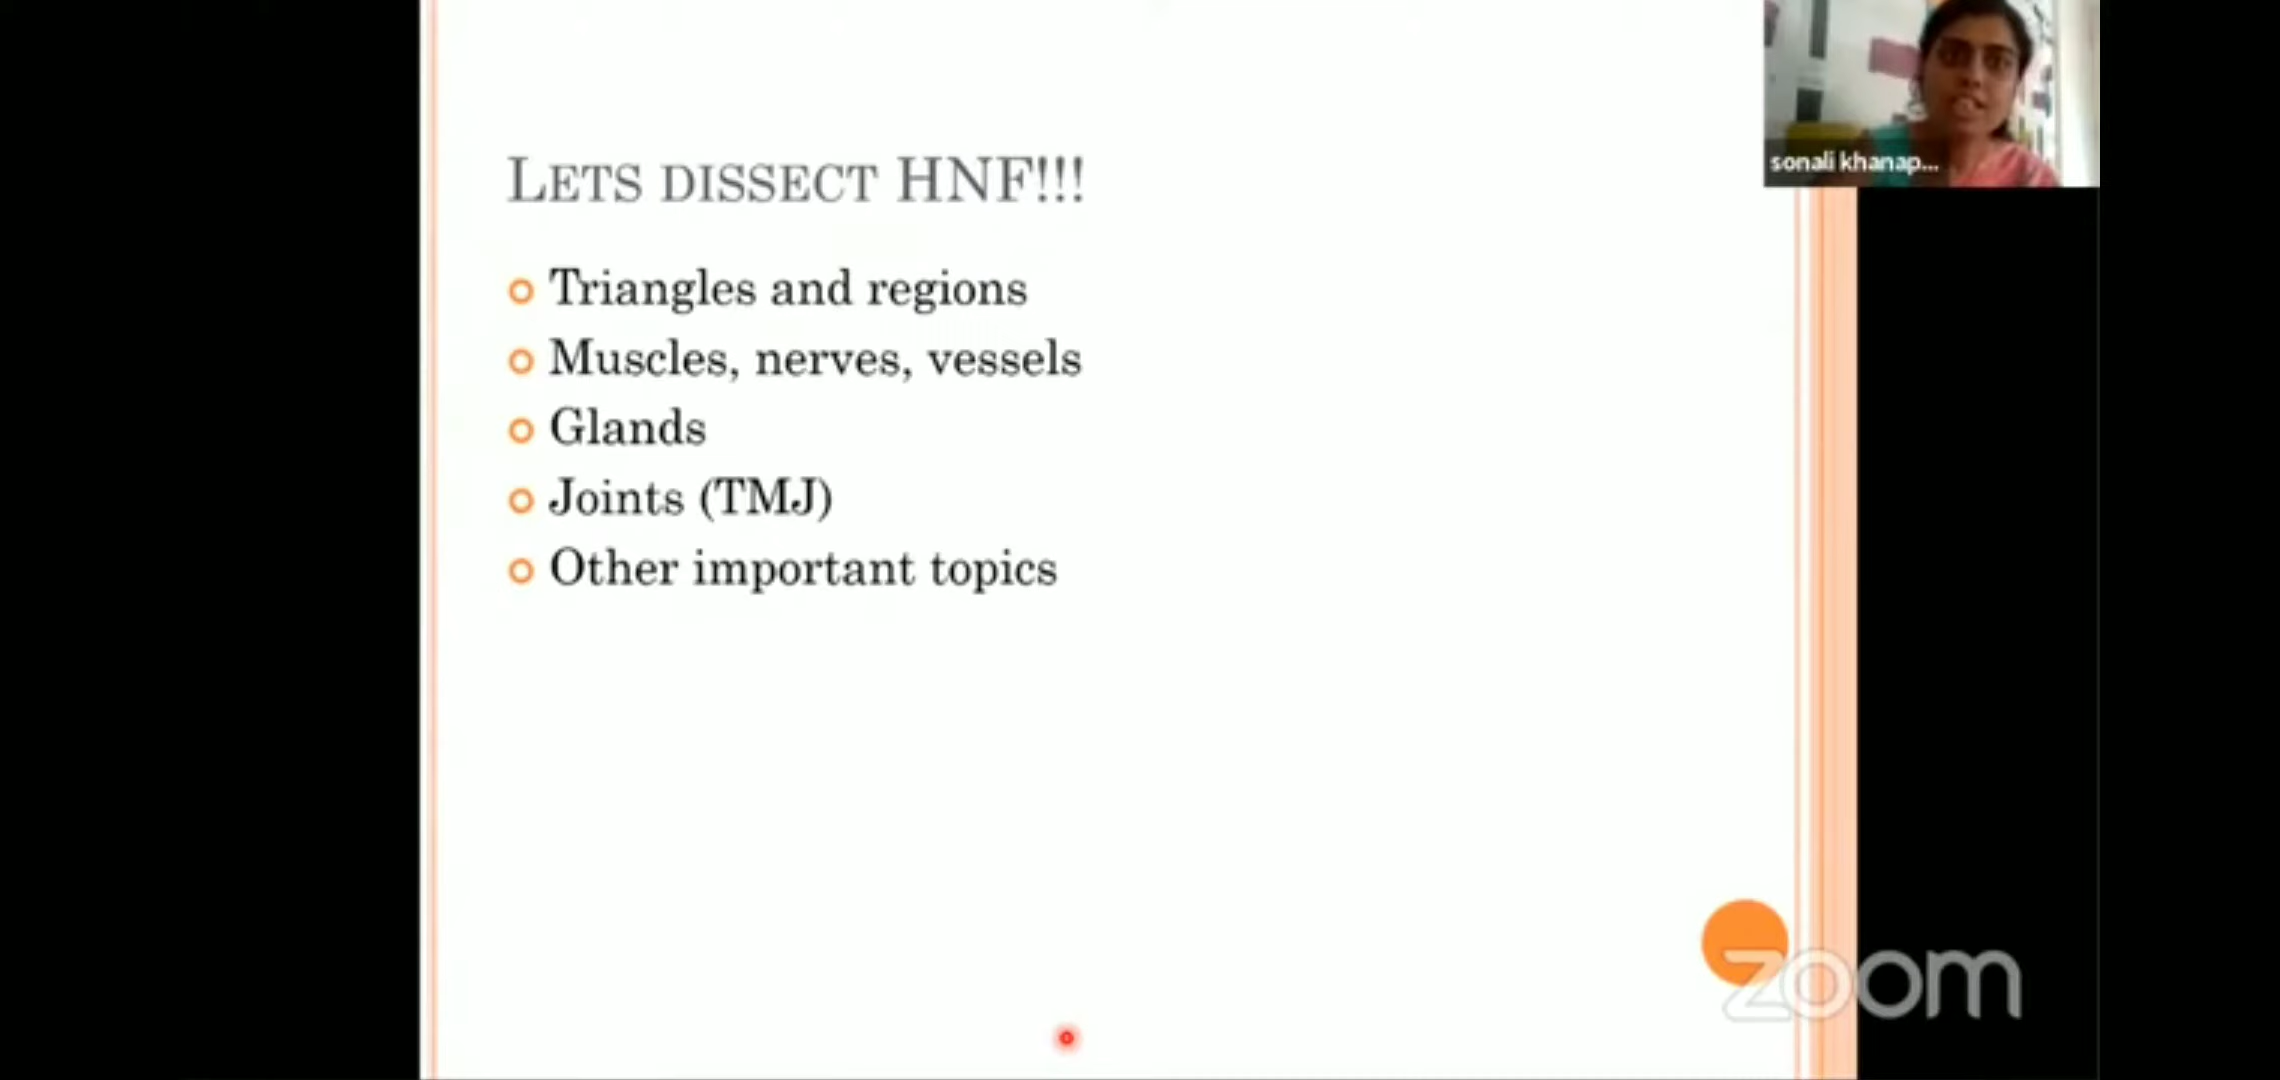 LETS DISSECT HNF!!!
Triangles and regions
Muscles, nerves, vessels
Glands
Joints (TMJ)
Other important topics
sonali khanap...
zoom